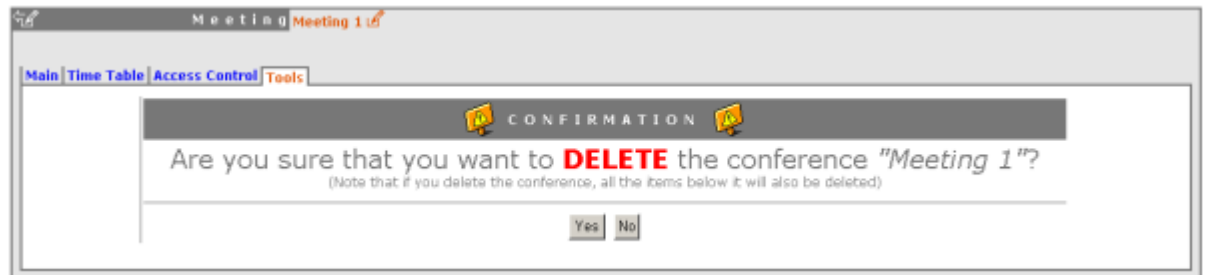 Meeting Meeting 1
Main Time Table Access Control Tools
CONFIRMATION
Are you sure that you want to DELETE the conference "Meeting 1"?
(Note that if you delete the conference, all the items below it will also be deleted)
Yes No